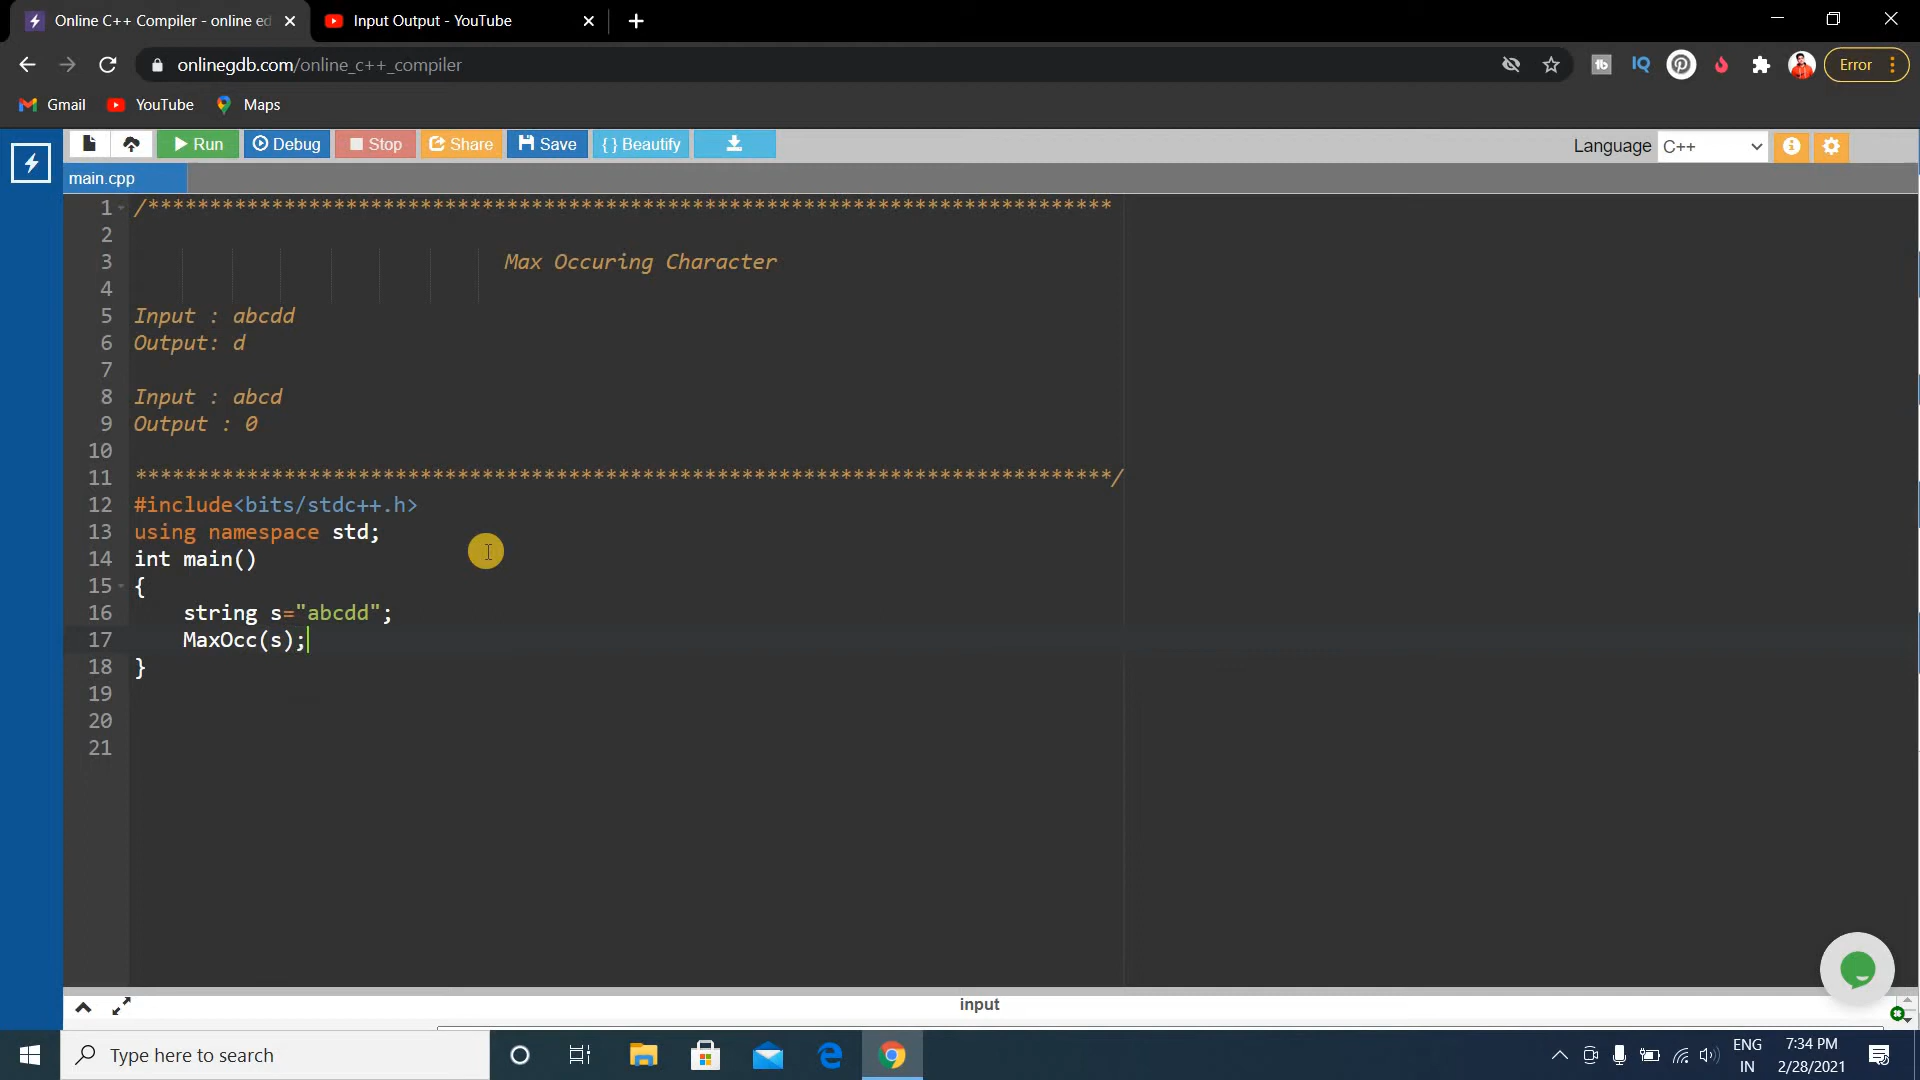 Online C++ Compiler - online ed
Input Output - YouTube
onlinegdb.com/online_c++_compiler
Error
Gmail YouTube Maps
Run Debug Stop Share Save { } Beautify
Language C++
main.cpp
1 /******************************************************************************
2
3 Max Occuring Character
4
5 Input : abcdd
6 Output: d
7
8 Input : abcd
9 Output : 0
10
11 *******************************************************************************/
12 #include<bits/stdc++.h>
13 using namespace std;
14 int main()
15 {
16 string s="abcdd";
17 MaxOcc(s);
18 }
19
20
21
input
Type here to search
ENG
IN
7:34 PM
2/28/2021